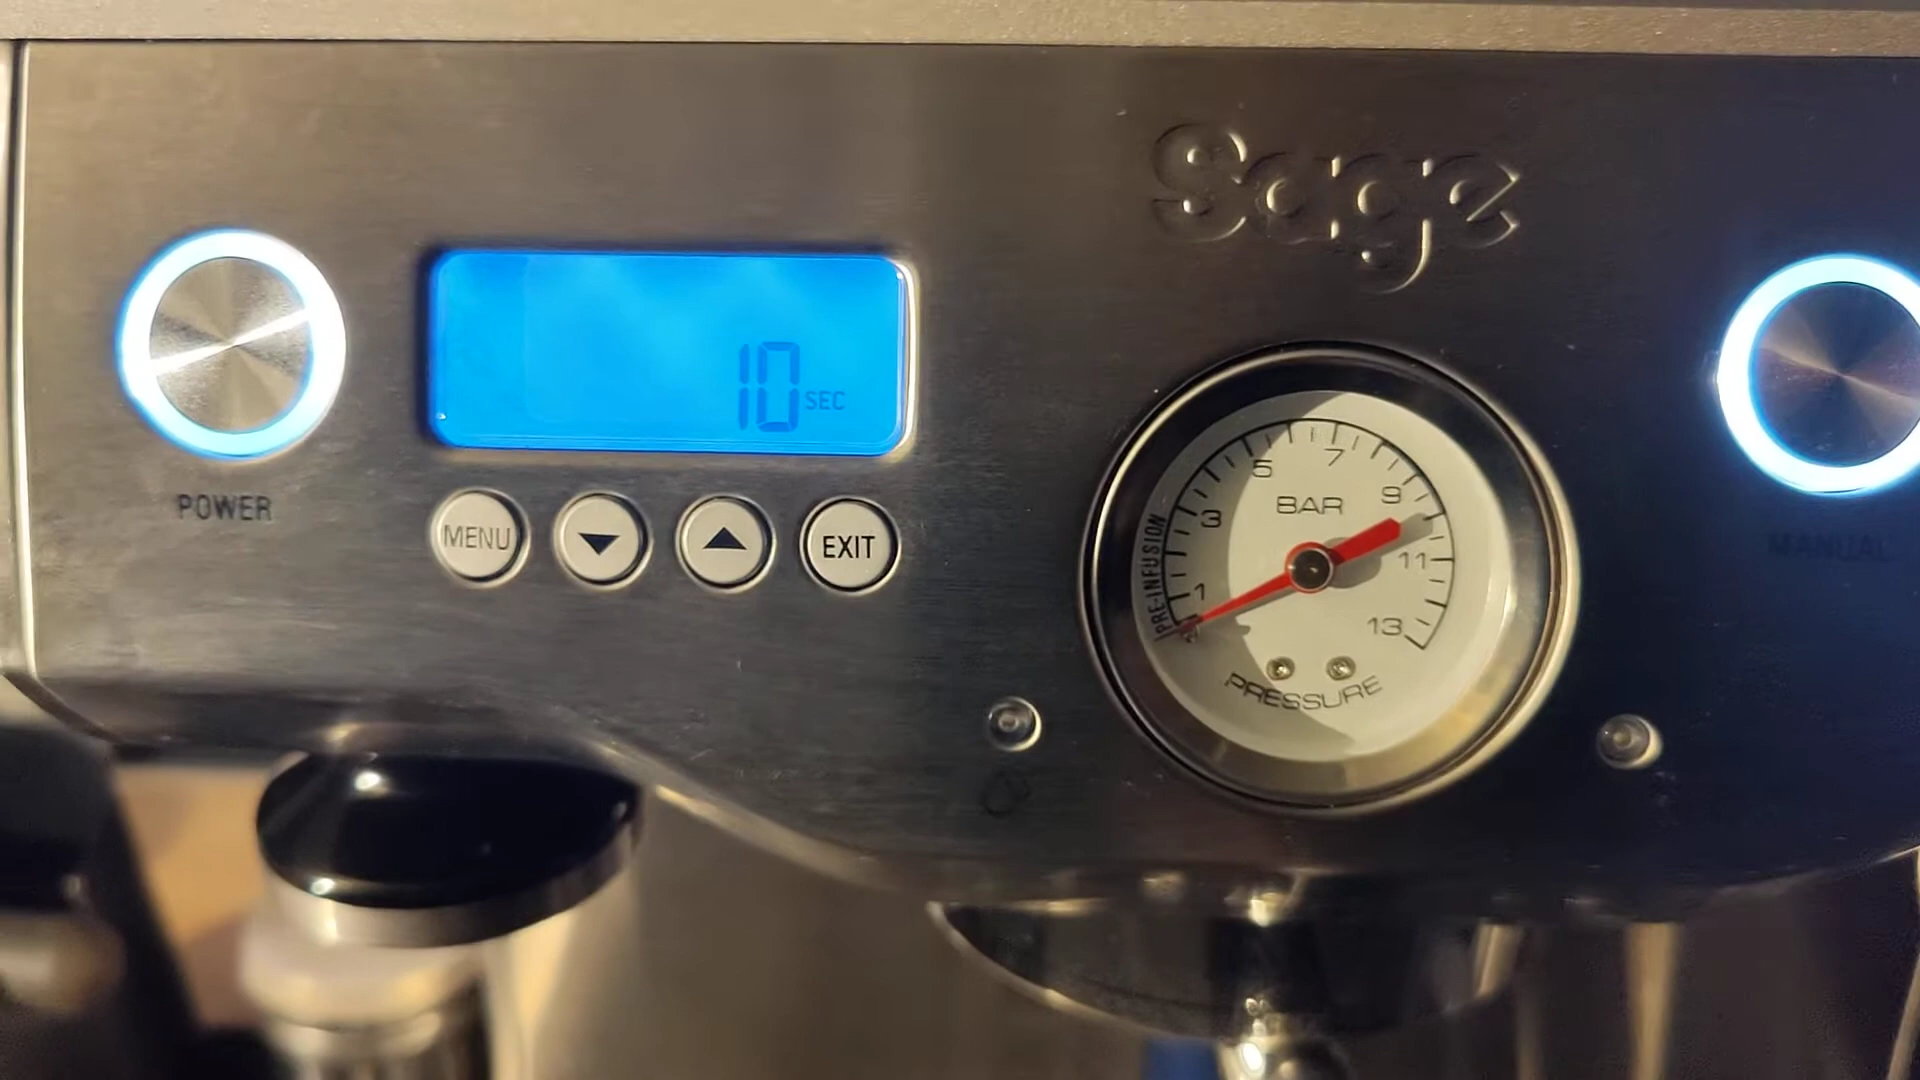 Sage
10 SEC
POWER
MENU
EXIT
MANUAL
1
3
5
7
9
11
13
BAR
PRE-INFUSION
PRESSURE